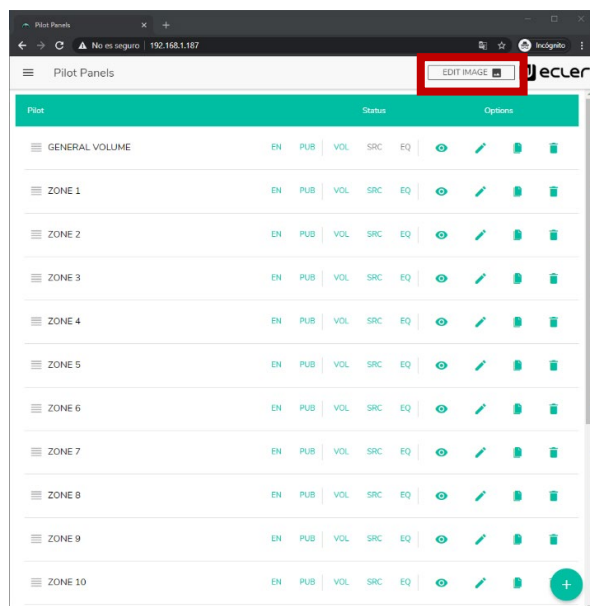 Pilot Panels
No es seguro | 192.168.1.187
Incógnito
Pilot Panels
EDIT IMAGE
ecler
Pilot Status Options
GENERAL VOLUME EN PUB VOL SRC EQ
ZONE 1 EN PUB VOL SRC EQ
ZONE 2 EN PUB VOL SRC EQ
ZONE 3 EN PUB VOL SRC EQ
ZONE 4 EN PUB VOL SRC EQ
ZONE 5 EN PUB VOL SRC EQ
ZONE 6 EN PUB VOL SRC EQ
ZONE 7 EN PUB VOL SRC EQ
ZONE 8 EN PUB VOL SRC EQ
ZONE 9 EN PUB VOL SRC EQ
ZONE 10 EN PUB VOL SRC EQ